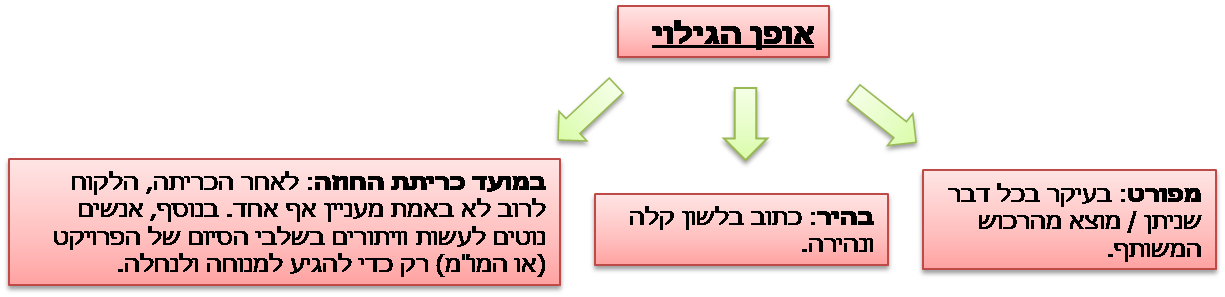 אופן הגילוי
מפורט: בעיקר בכל דבר
שניתן / מוצא מהרכוש
המשותף.
בהיר: כתוב בלשון קלה
ונהירה.
במועד כריתת החוזה: לאחר הכריתה, הלקוח
לרוב לא באמת מעניין אף אחד. בנוסף, אנשים
נוטים לעשות וויתורים בשלבי הסיום של הפרויקט
(או המו"מ) רק כדי להגיע למנוחה ולנחלה.